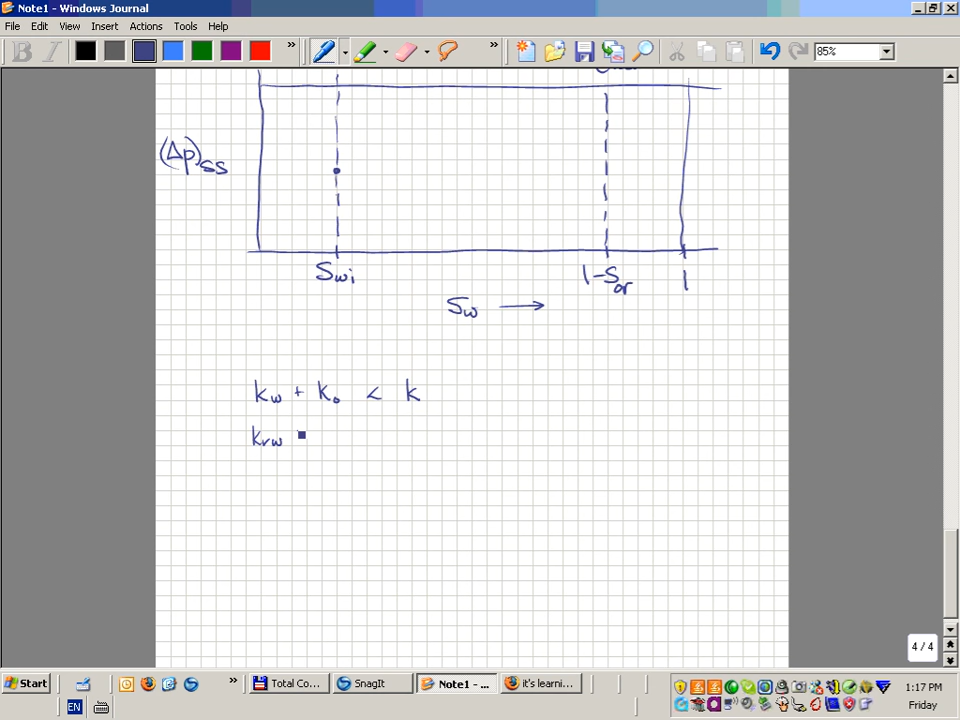 Note1 - Windows Journal
File Edit View Insert Actions Tools Help
B I » » 85%
(Δp)ss
Swi 1-Sor 1
Sw →
kw + ko < k
krw
4 / 4
Start » Total Co... SnagIt Note1 - ... it's learni... 1:17 PM
EN Friday